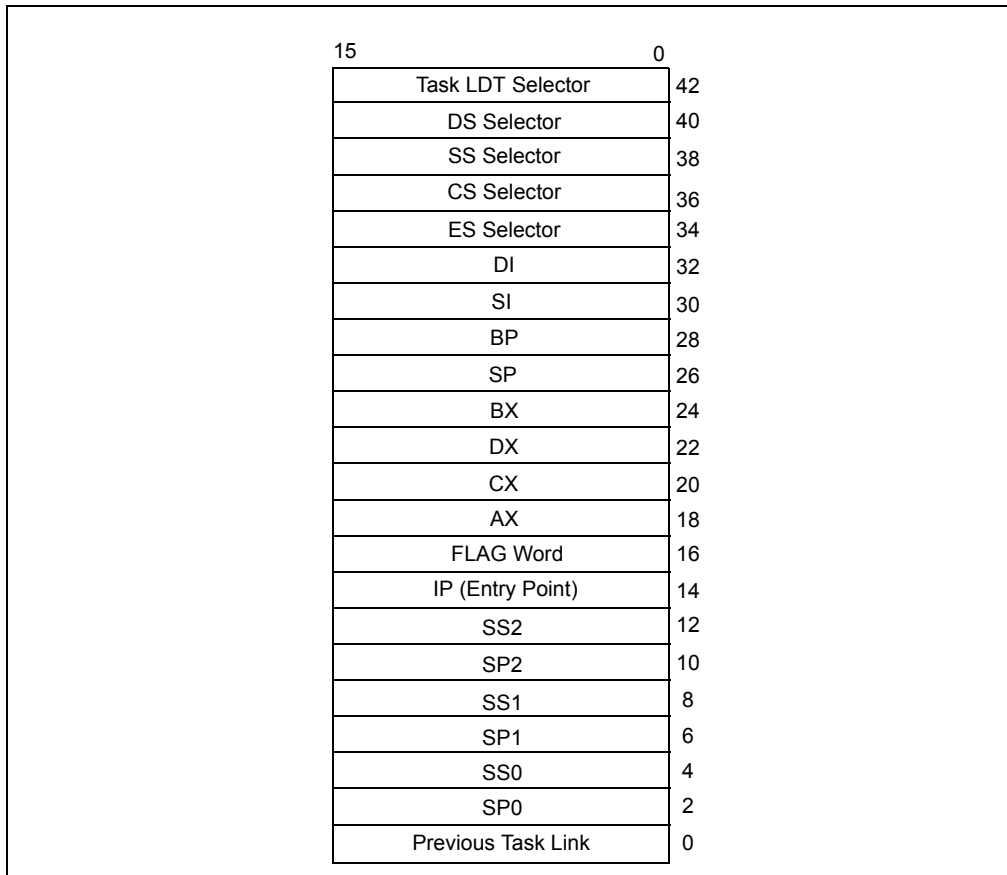 15 0
Task LDT Selector 42
DS Selector 40
SS Selector 38
CS Selector 36
ES Selector 34
DI 32
SI 30
BP 28
SP 26
BX 24
DX 22
CX 20
AX 18
FLAG Word 16
IP (Entry Point) 14
SS2 12
SP2 10
SS1 8
SP1 6
SS0 4
SP0 2
Previous Task Link 0